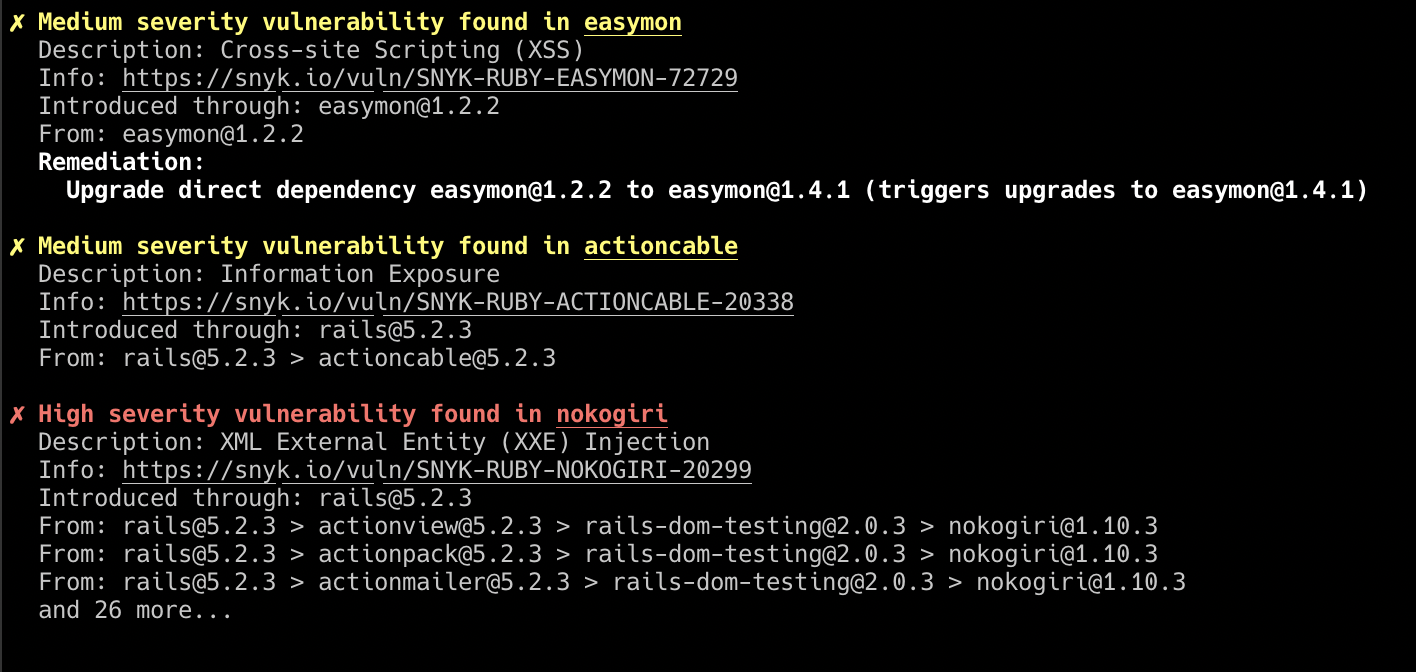 ✗ Medium severity vulnerability found in easymon
Description: Cross-site Scripting (XSS)
Info: https://snyk.io/vuln/SNYK-RUBY-EASYMON-72729
Introduced through: easymon@1.2.2
From: easymon@1.2.2
Remediation:
Upgrade direct dependency easymon@1.2.2 to easymon@1.4.1 (triggers upgrades to easymon@1.4.1)
✗ Medium severity vulnerability found in actioncable
Description: Information Exposure
Info: https://snyk.io/vuln/SNYK-RUBY-ACTIONCABLE-20338
Introduced through: rails@5.2.3
From: rails@5.2.3 > actioncable@5.2.3
✗ High severity vulnerability found in nokogiri
Description: XML External Entity (XXE) Injection
Info: https://snyk.io/vuln/SNYK-RUBY-NOKOGIRI-20299
Introduced through: rails@5.2.3
From: rails@5.2.3 > actionview@5.2.3 > rails-dom-testing@2.0.3 > nokogiri@1.10.3
From: rails@5.2.3 > actionpack@5.2.3 > rails-dom-testing@2.0.3 > nokogiri@1.10.3
From: rails@5.2.3 > actionmailer@5.2.3 > rails-dom-testing@2.0.3 > nokogiri@1.10.3
and 26 more...